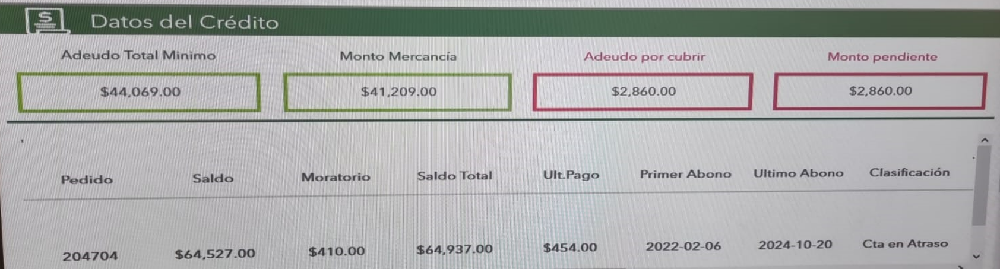 $ Datos del Crédito
Adeudo Total Minimo Monto Mercancía Adeudo por cubrir Monto pendiente
$44,069.00 $41,209.00 $2,860.00 $2,860.00
Pedido Saldo Moratorio Saldo Total Ult.Pago Primer Abono Ultimo Abono Clasificación
204704 $64,527.00 $410.00 $64,937.00 $454.00 2022-02-06 2024-10-20 Cta en Atraso